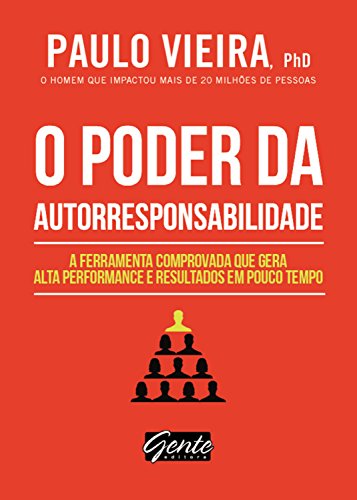 PAULO VIEIRA, PhD
O HOMEM QUE IMPACTOU MAIS DE 20 MILHÕES DE PESSOAS
O PODER DA
AUTORRESPONSABILIDADE
A FERRAMENTA COMPROVADA QUE GERA
ALTA PERFORMANCE E RESULTADOS EM POUCO TEMPO
Gente
editora